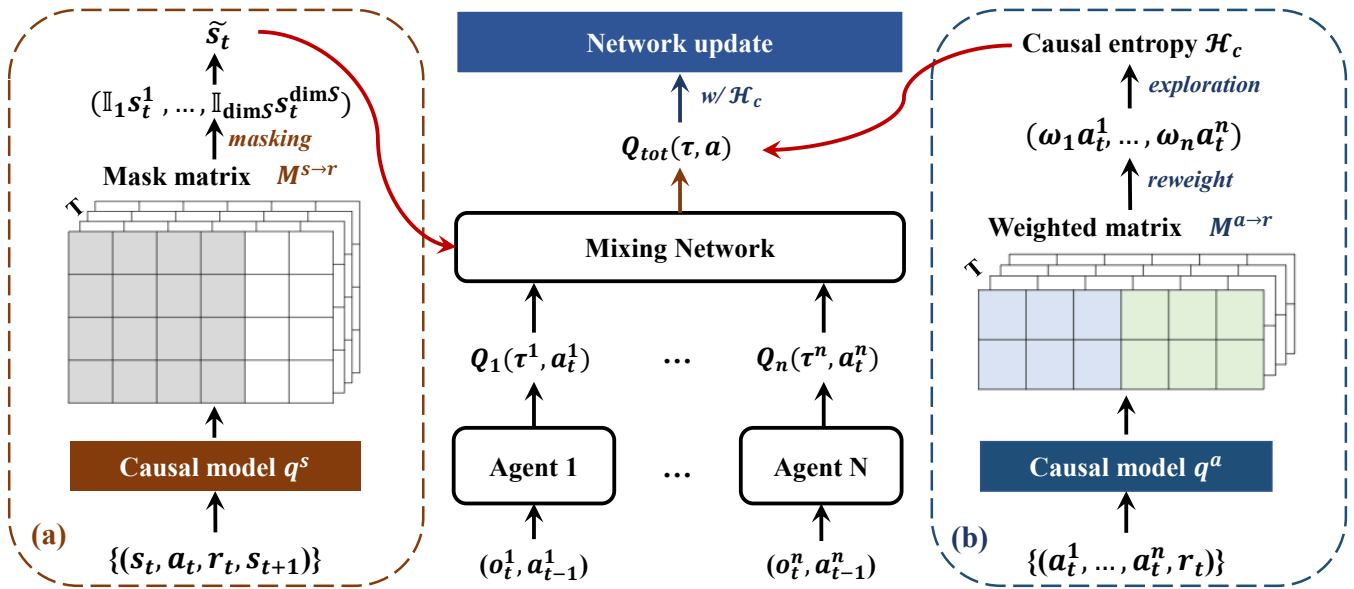 s̃_t
(𝕀_1 s_t^1, …, 𝕀_dimS s_t^dimS)
masking
Mask matrix M^{s→r}
T
Causal model q^s
(a)
{(s_t, a_t, r_t, s_{t+1})}
Network update
w/ ℋ_c
Q_tot(τ, a)
Mixing Network
Q_1(τ^1, a_t^1) … Q_n(τ^n, a_t^n)
Agent 1 … Agent N
(o_t^1, a_{t-1}^1) (o_t^n, a_{t-1}^n)
Causal entropy ℋ_c
exploration
(ω_1 a_t^1, …, ω_n a_t^n)
reweight
Weighted matrix M^{a→r}
T
Causal model q^a
(b)
{(a_t^1, …, a_t^n, r_t)}